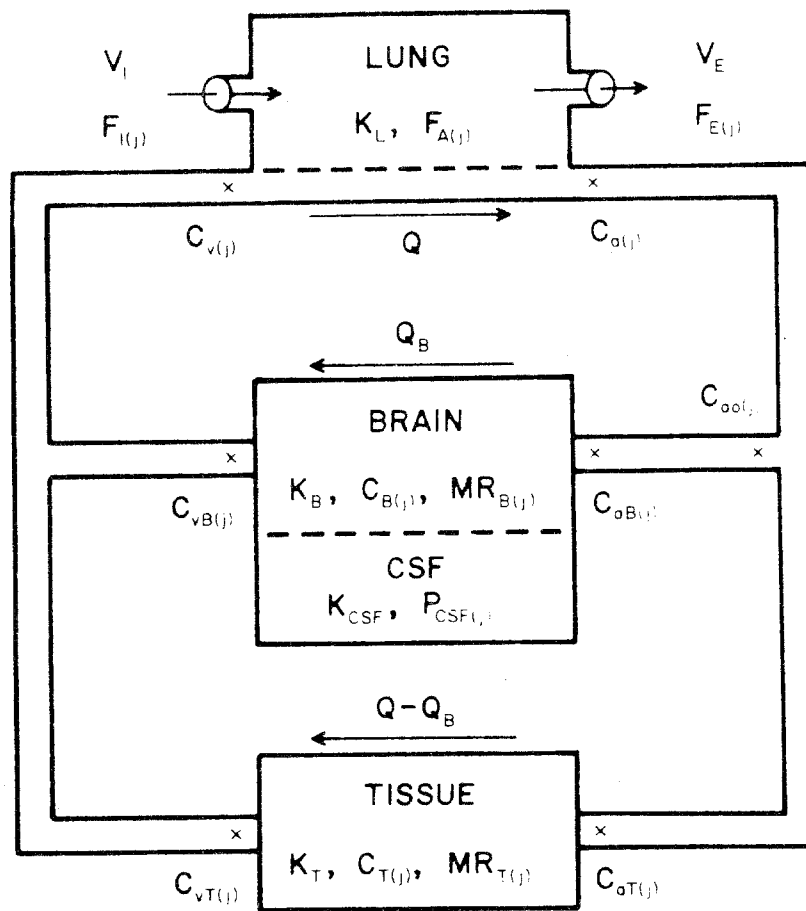 V_I
LUNG
V_E
F_I(j)
K_L, F_A(j)
F_E(j)
×
×
C_v(j)
Q
C_a(j)
Q_B
C_ao(j)
BRAIN
×
×
×
K_B, C_B(j), MR_B(j)
C_vB(j)
C_aB(j)
CSF
K_CSF, P_CSF(j)
Q−Q_B
TISSUE
×
×
K_T, C_T(j), MR_T(j)
C_vT(j)
C_aT(j)